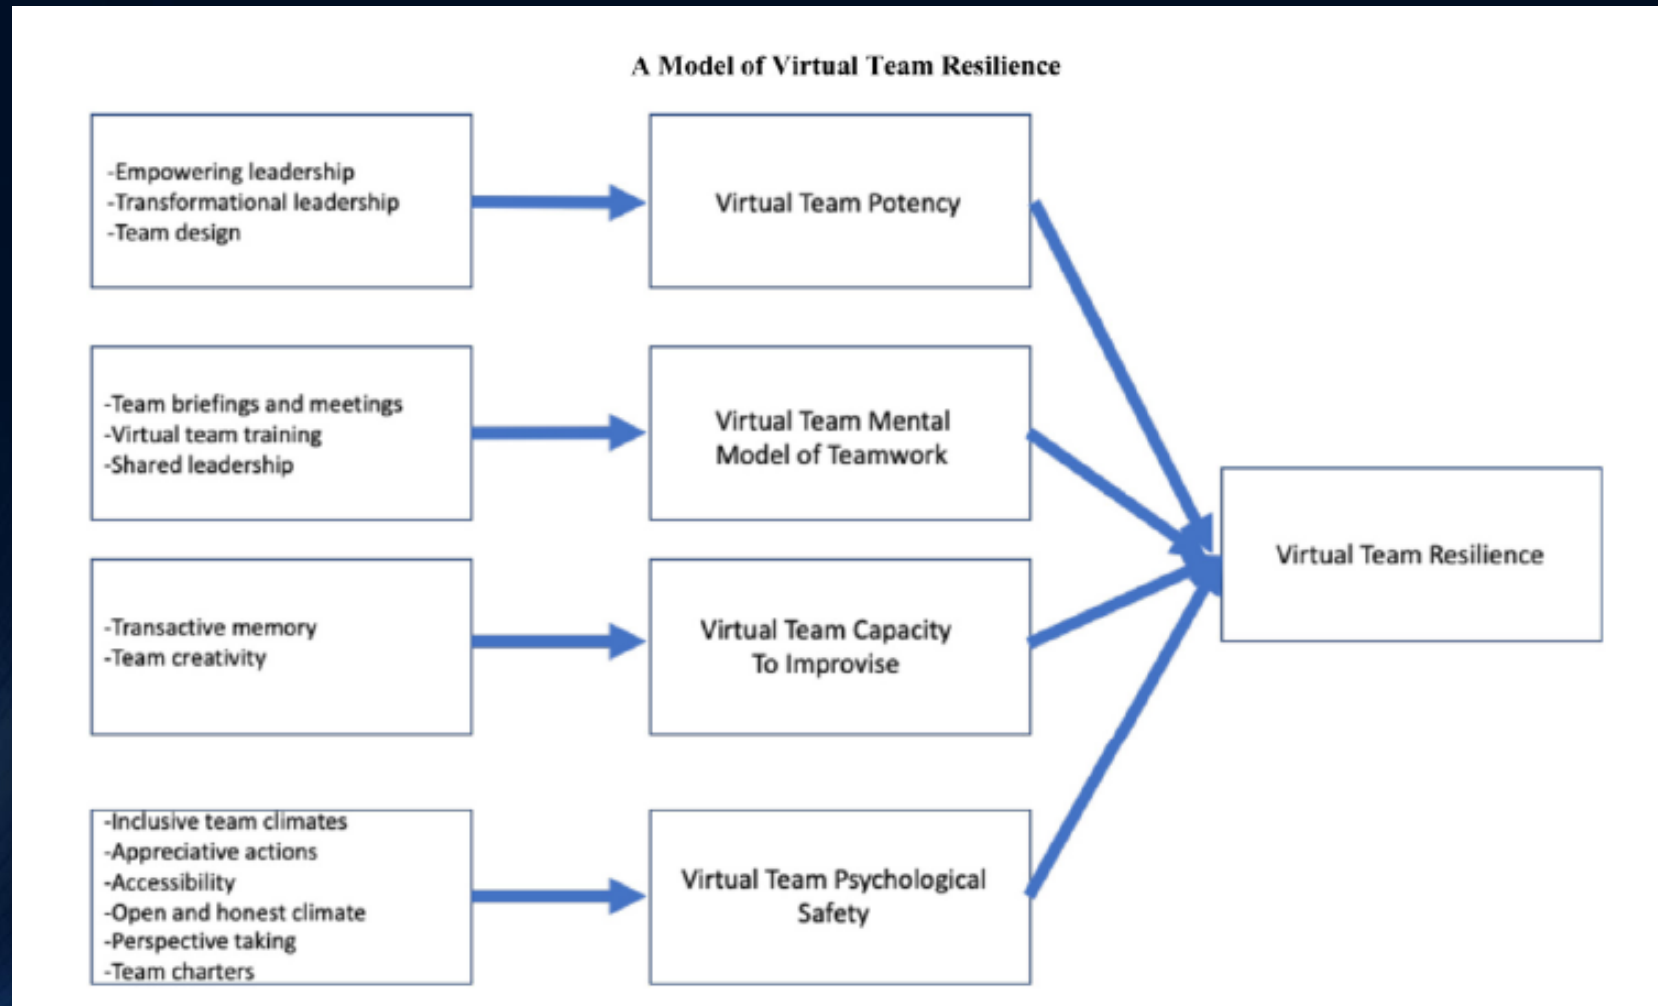 A Model of Virtual Team Resilience
-Empowering leadership
-Transformational leadership
-Team design
Virtual Team Potency
-Team briefings and meetings
-Virtual team training
-Shared leadership
Virtual Team Mental
Model of Teamwork
-Transactive memory
-Team creativity
Virtual Team Capacity
To Improvise
-Inclusive team climates
-Appreciative actions
-Accessibility
-Open and honest climate
-Perspective taking
-Team charters
Virtual Team Psychological
Safety
Virtual Team Resilience